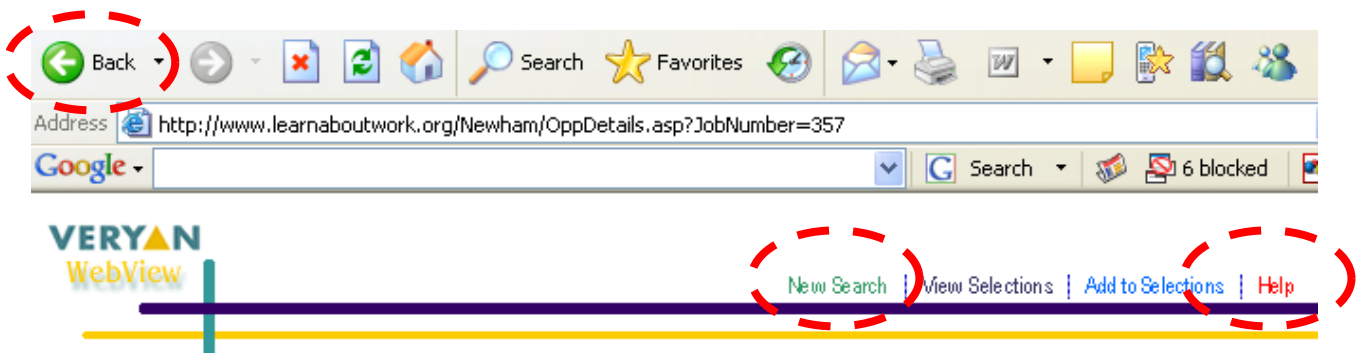 Back Search Favorites W
Address http://www.learnaboutwork.org/Newham/OppDetails.asp?JobNumber=357
Google G Search 6 blocked
VERYAN
WebView
New Search | View Selections | Add to Selections | Help